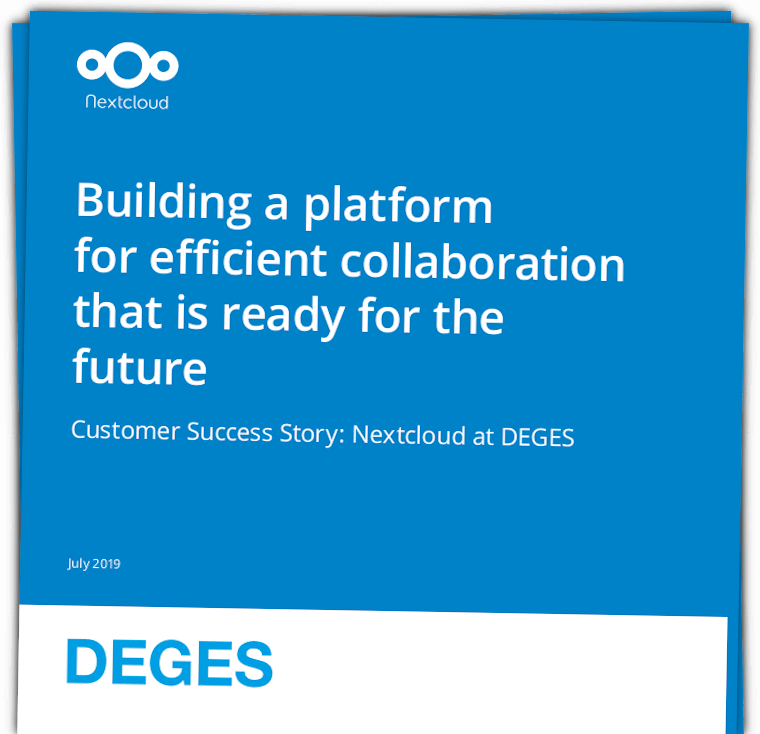 Nextcloud
Building a platform
for efficient collaboration
that is ready for the
future
Customer Success Story: Nextcloud at DEGES
July 2019
DEGES